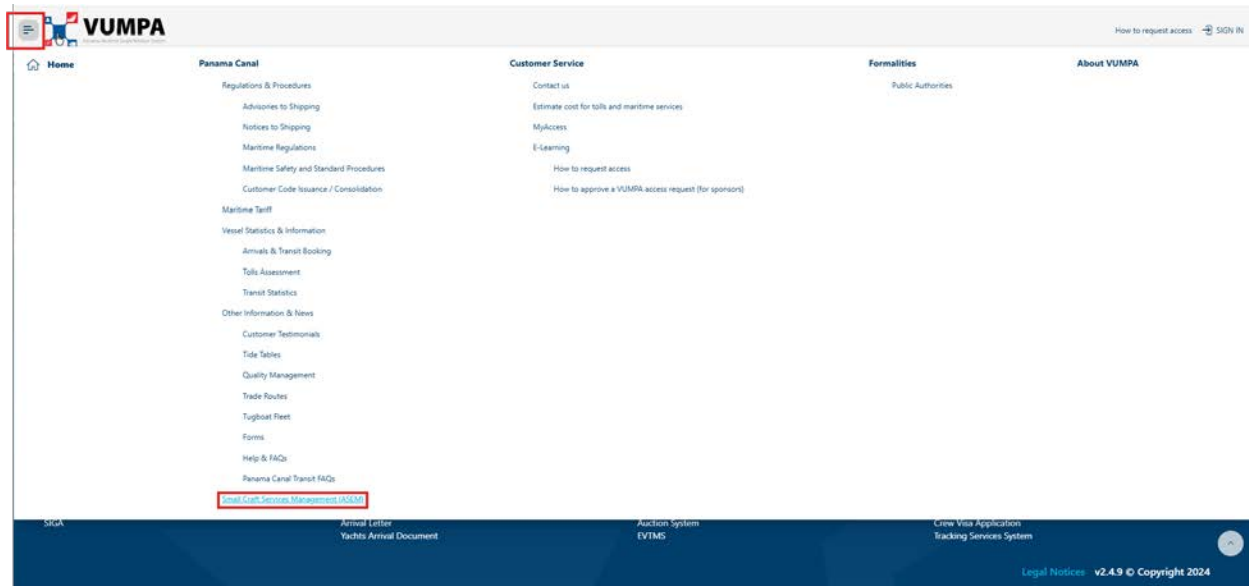 VUMPA
How to request access
SIGN IN
Home
Panama Canal
Regulations & Procedures
Advisories to Shipping
Notices to Shipping
Maritime Regulations
Maritime Safety and Standard Procedures
Customer Code Issuance / Consolidation
Maritime Tariff
Vessel Statistics & Information
Arrivals & Transit Booking
Tolls Assessment
Transit Statistics
Other Information & News
Customer Testimonials
Tide Tables
Quality Management
Trade Routes
Tugboat Fleet
Forms
Help & FAQs
Panama Canal Transit FAQs
Small Craft Services Management (ASEM)
Customer Service
Contact us
Estimate cost for tolls and maritime services
MyAccess
E-Learning
How to request access
How to approve a VUMPA access request (for sponsors)
Formalities
Public Authorities
About VUMPA
SIGA
Arrival Letter
Yachts Arrival Document
Auction System
EVTMS
Crew Visa Application
Tracking Services System
Legal Notices v2.4.9 © Copyright 2024